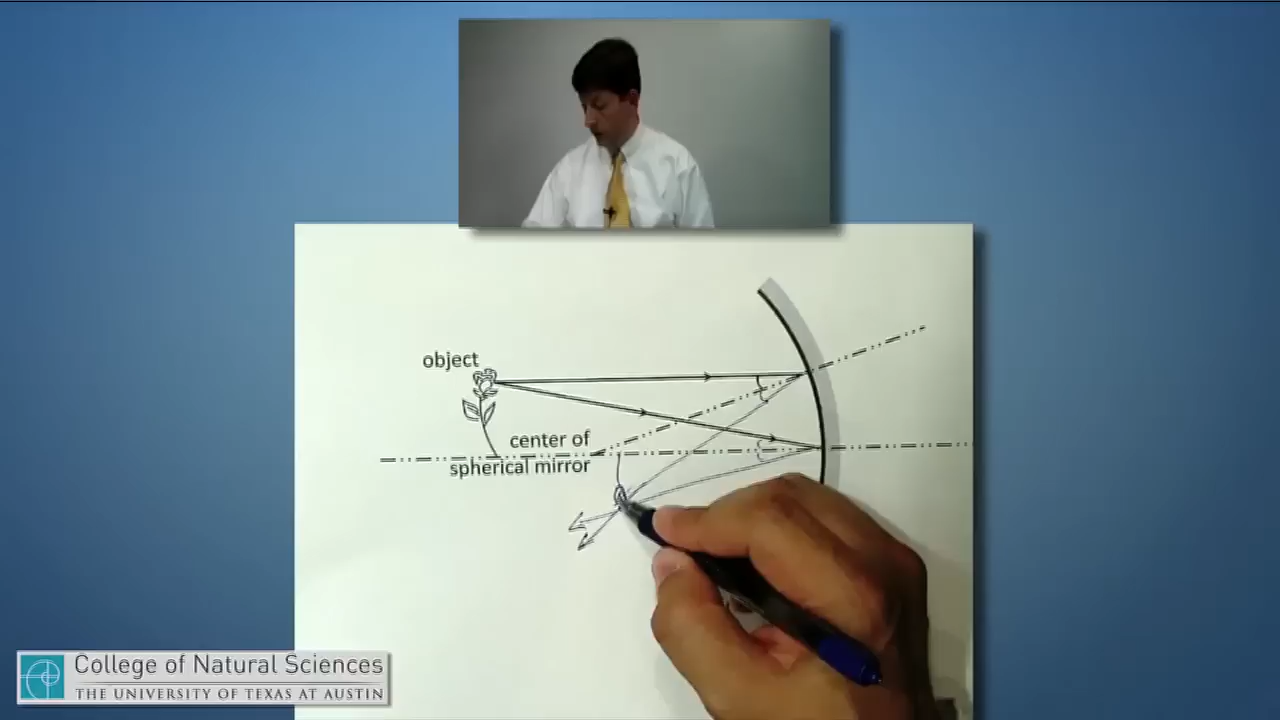 object
center of
spherical mirror
College of Natural Sciences
THE UNIVERSITY OF TEXAS AT AUSTIN